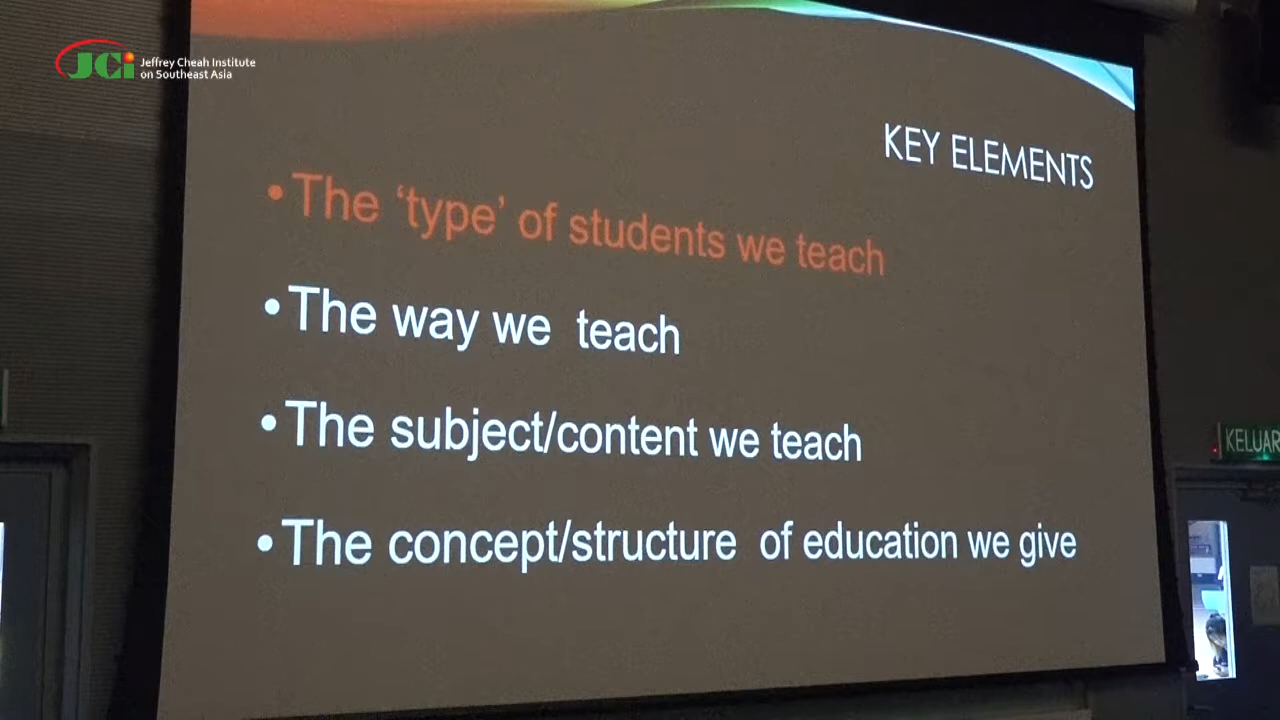 JCi Jeffrey Cheah Institute
on Southeast Asia
KEY ELEMENTS
•The 'type' of students we teach
•The way we teach
•The subject/content we teach
•The concept/structure of education we give
KELUAR